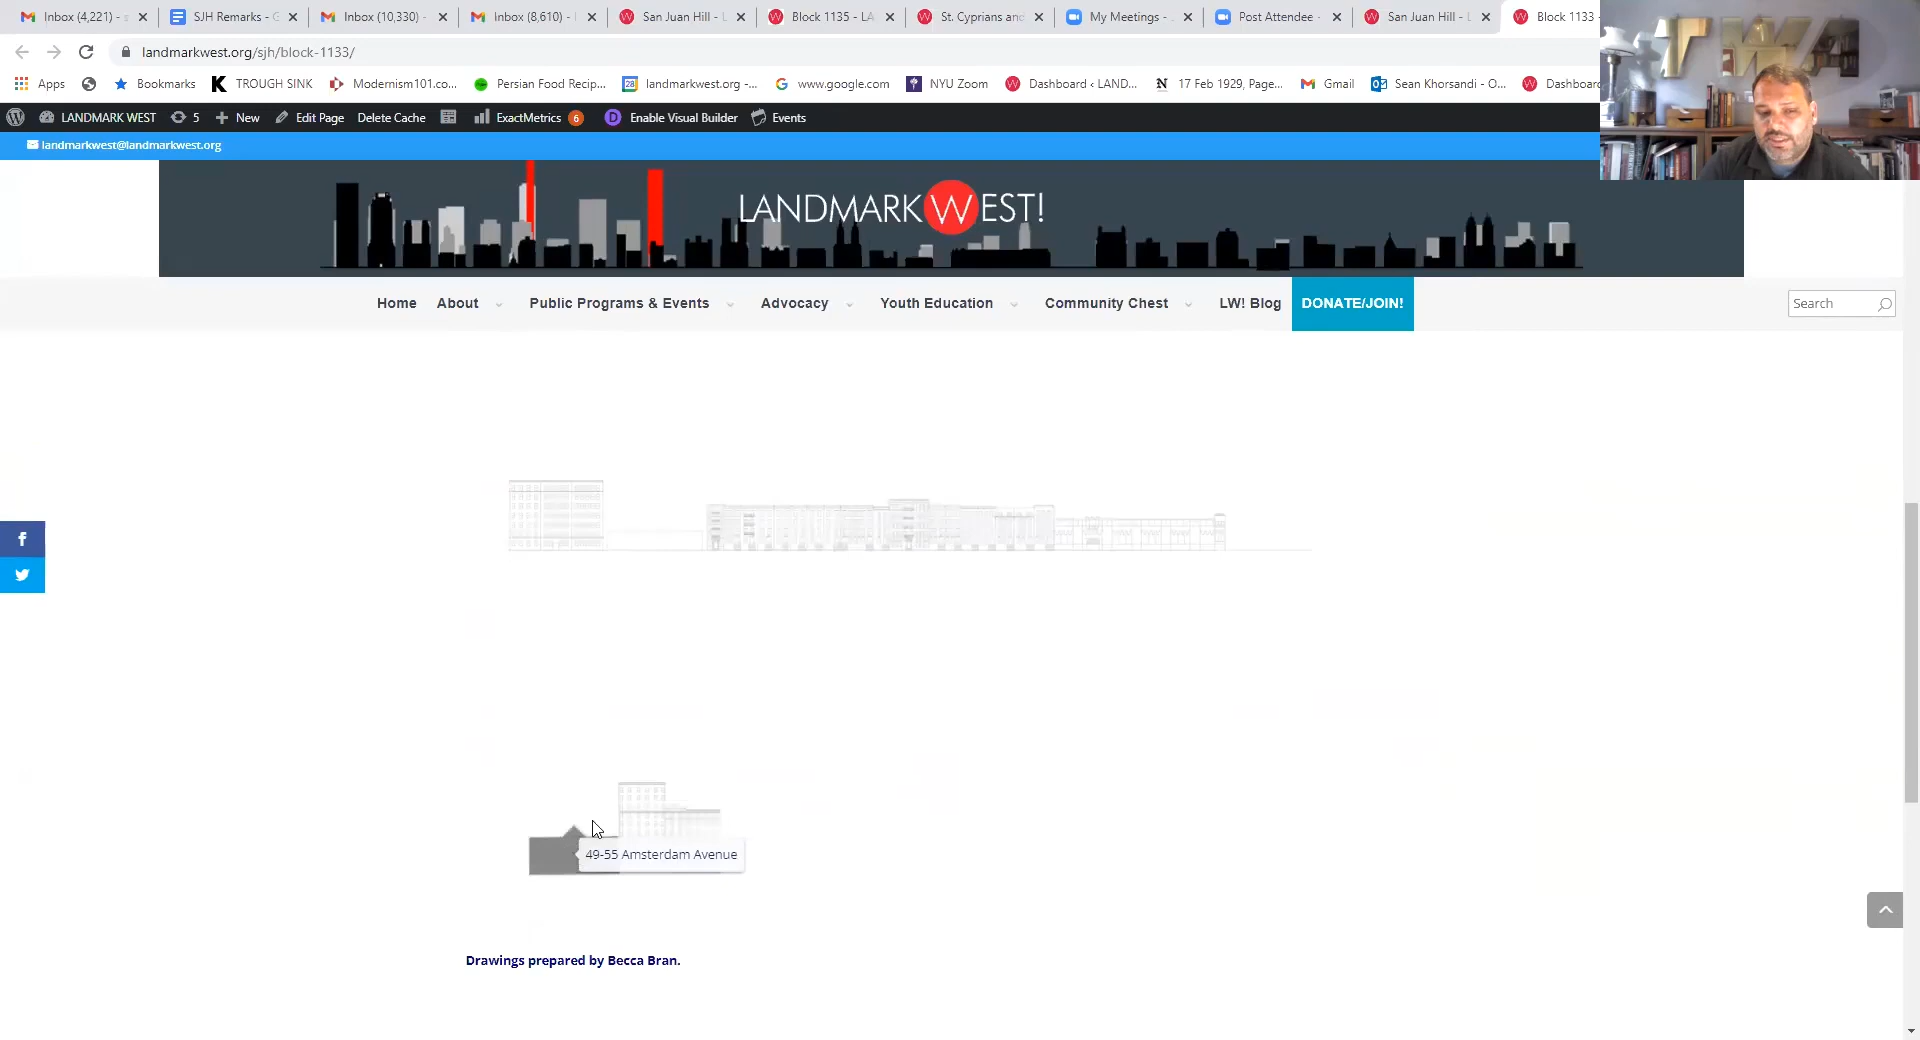 Inbox (4,221) - s
SJH Remarks - G
Inbox (10,330) -
Inbox (8,610) -
San Juan Hill - L
Block 1135 - LA
St. Cyprians and
My Meetings -
Post Attendee -
San Juan Hill - L
Block 1133 -
landmarkwest.org/sjh/block-1133/
Apps
Bookmarks
TROUGH SINK
Modernism101.co...
Persian Food Recip...
landmarkwest.org -...
www.google.com
NYU Zoom
Dashboard ‹ LAND...
17 Feb 1929, Page...
Gmail
Sean Khorsandi - O...
Dashboard
LANDMARK WEST
5
New
Edit Page
Delete Cache
ExactMetrics 6
Enable Visual Builder
Events
landmarkwest@landmarkwest.org
LANDMARK WEST!
Home
About
Public Programs & Events
Advocacy
Youth Education
Community Chest
LW! Blog
DONATE/JOIN!
Search
49-55 Amsterdam Avenue
Drawings prepared by Becca Bran.